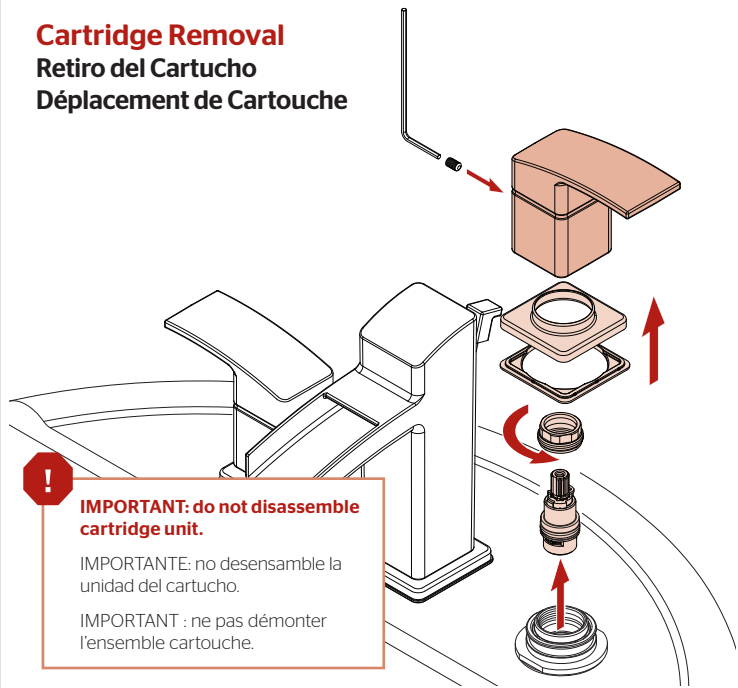 Cartridge Removal
Retiro del Cartucho
Déplacement de Cartouche
!
IMPORTANT: do not disassemble
cartridge unit.
IMPORTANTE: no desensamble la
unidad del cartucho.
IMPORTANT : ne pas démonter
l’ensemble cartouche.